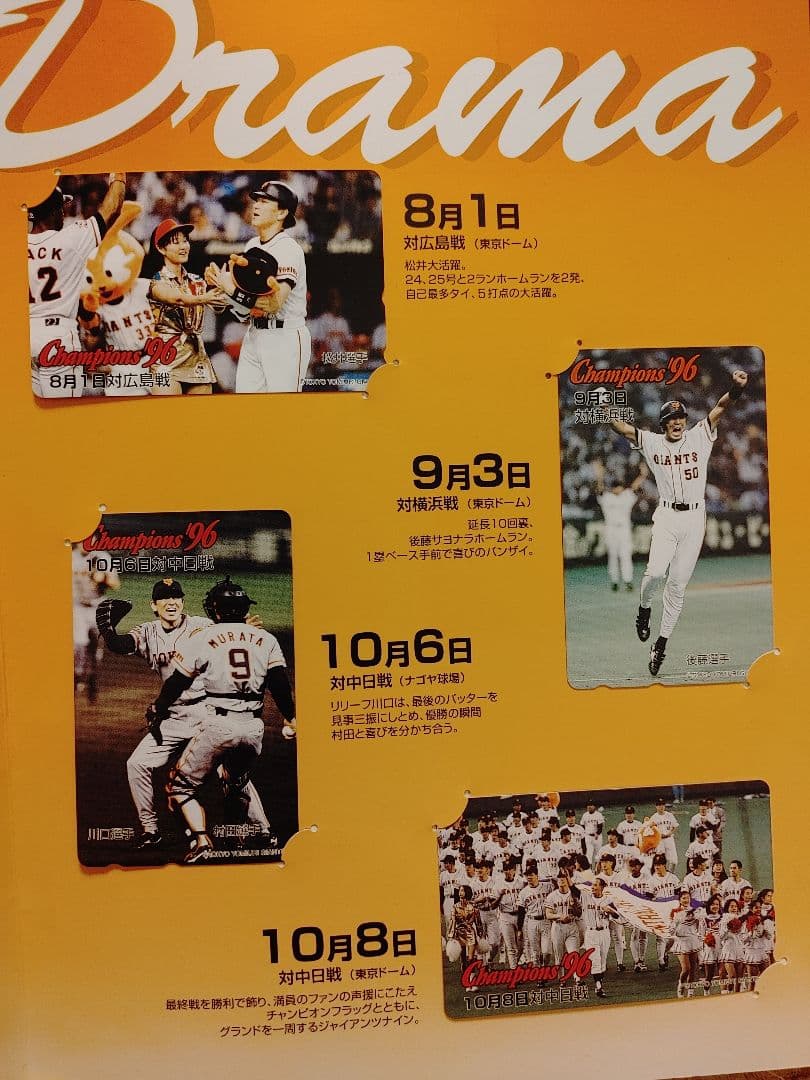 Drama
ACK
12
GIANTS
33
Champions '96
8月1日対広島戦
松井選手
©TOKYO YOMIURI GIANTS
8月1日
対広島戦（東京ドーム）
松井大活躍。
24、25号と2ランホームランを2発、
自己最多タイ、5打点の大活躍。
Champions '96
9月3日
対横浜戦
GIANTS
50
後藤選手
9月3日
対横浜戦（東京ドーム）
延長10回裏、
後藤サヨナラホームラン。
1塁ベース手前で喜びのバンザイ。
Champions '96
10月6日対中日戦
MURATA
9
川口選手
村田選手
©TOKYO YOMIURI GIANTS
10月6日
対中日戦（ナゴヤ球場）
リリーフ川口は、最後のバッターを
見事三振にしとめ、優勝の瞬間
村田と喜びを分かち合う。
Champions '96
10月8日対中日戦
10月8日
対中日戦（東京ドーム）
最終戦を勝利で飾り、満員のファンの声援にこたえ
チャンピオンフラッグとともに、
グランドを一周するジャイアンツナイン。